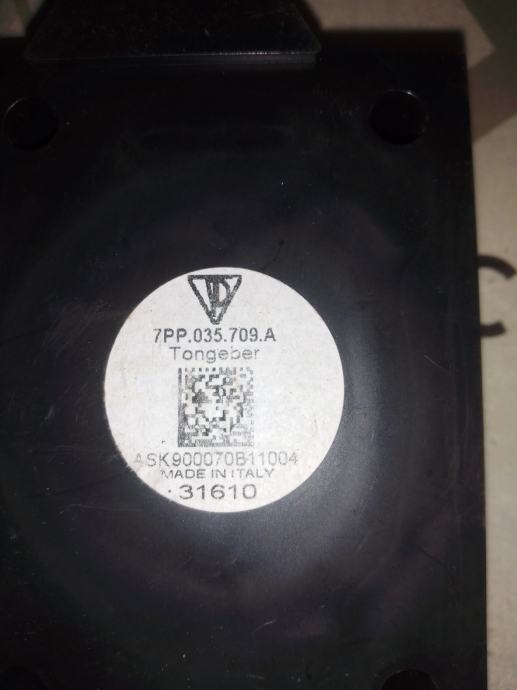 7PP.035.709.A
Tongeber
ASK900070B11004
MADE IN ITALY
31610